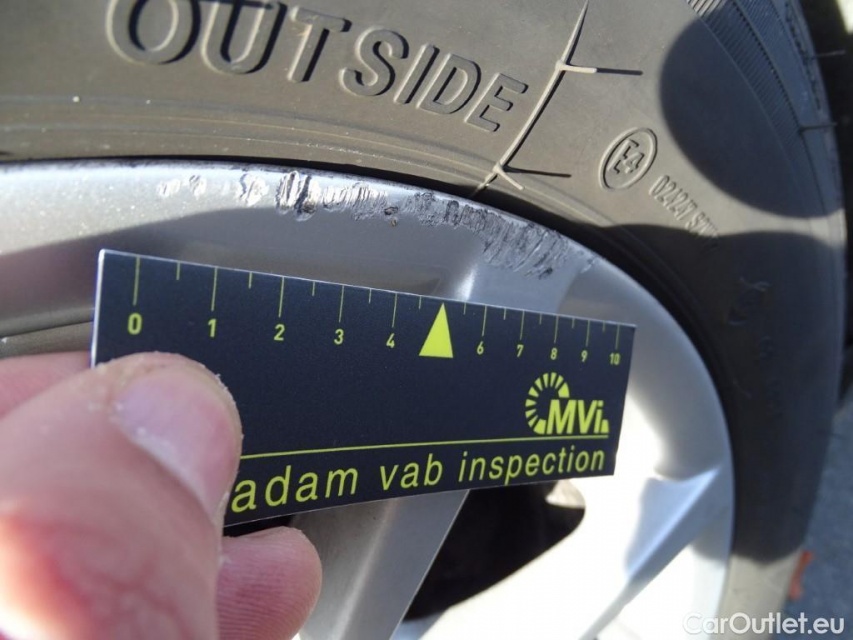 OUTSIDE
E4
0 1 2 3 4 6 7 8 9 10
MVi
adam vab inspection
CarOutlet.eu